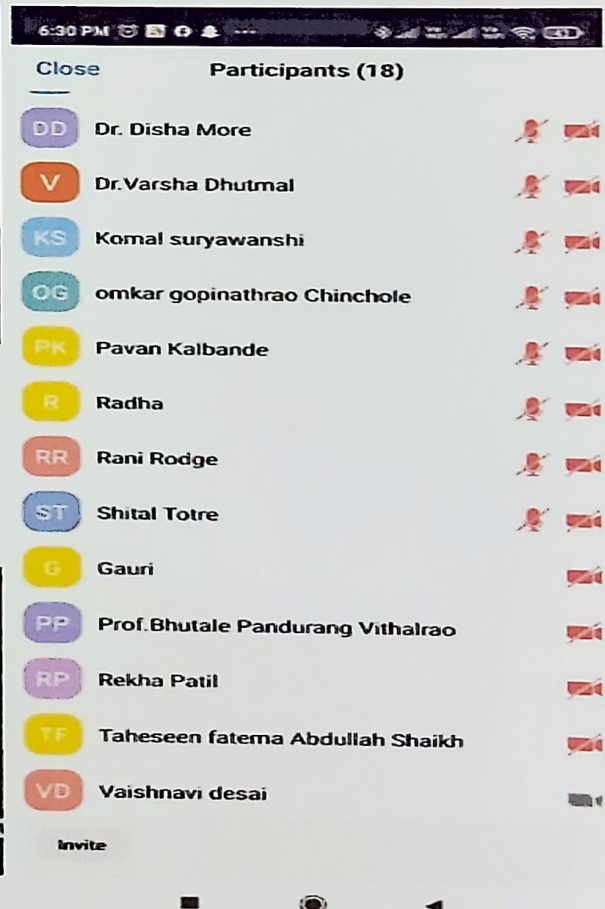 6:30 PM
Close Participants (18)
DD Dr. Disha More
V Dr.Varsha Dhutmal
KS Komal suryawanshi
OG omkar gopinathrao Chinchole
PK Pavan Kalbande
R Radha
RR Rani Rodge
ST Shital Totre
G Gauri
PP Prof.Bhutale Pandurang Vithalrao
RP Rekha Patil
TF Taheseen fatema Abdullah Shaikh
VD Vaishnavi desai
Invite